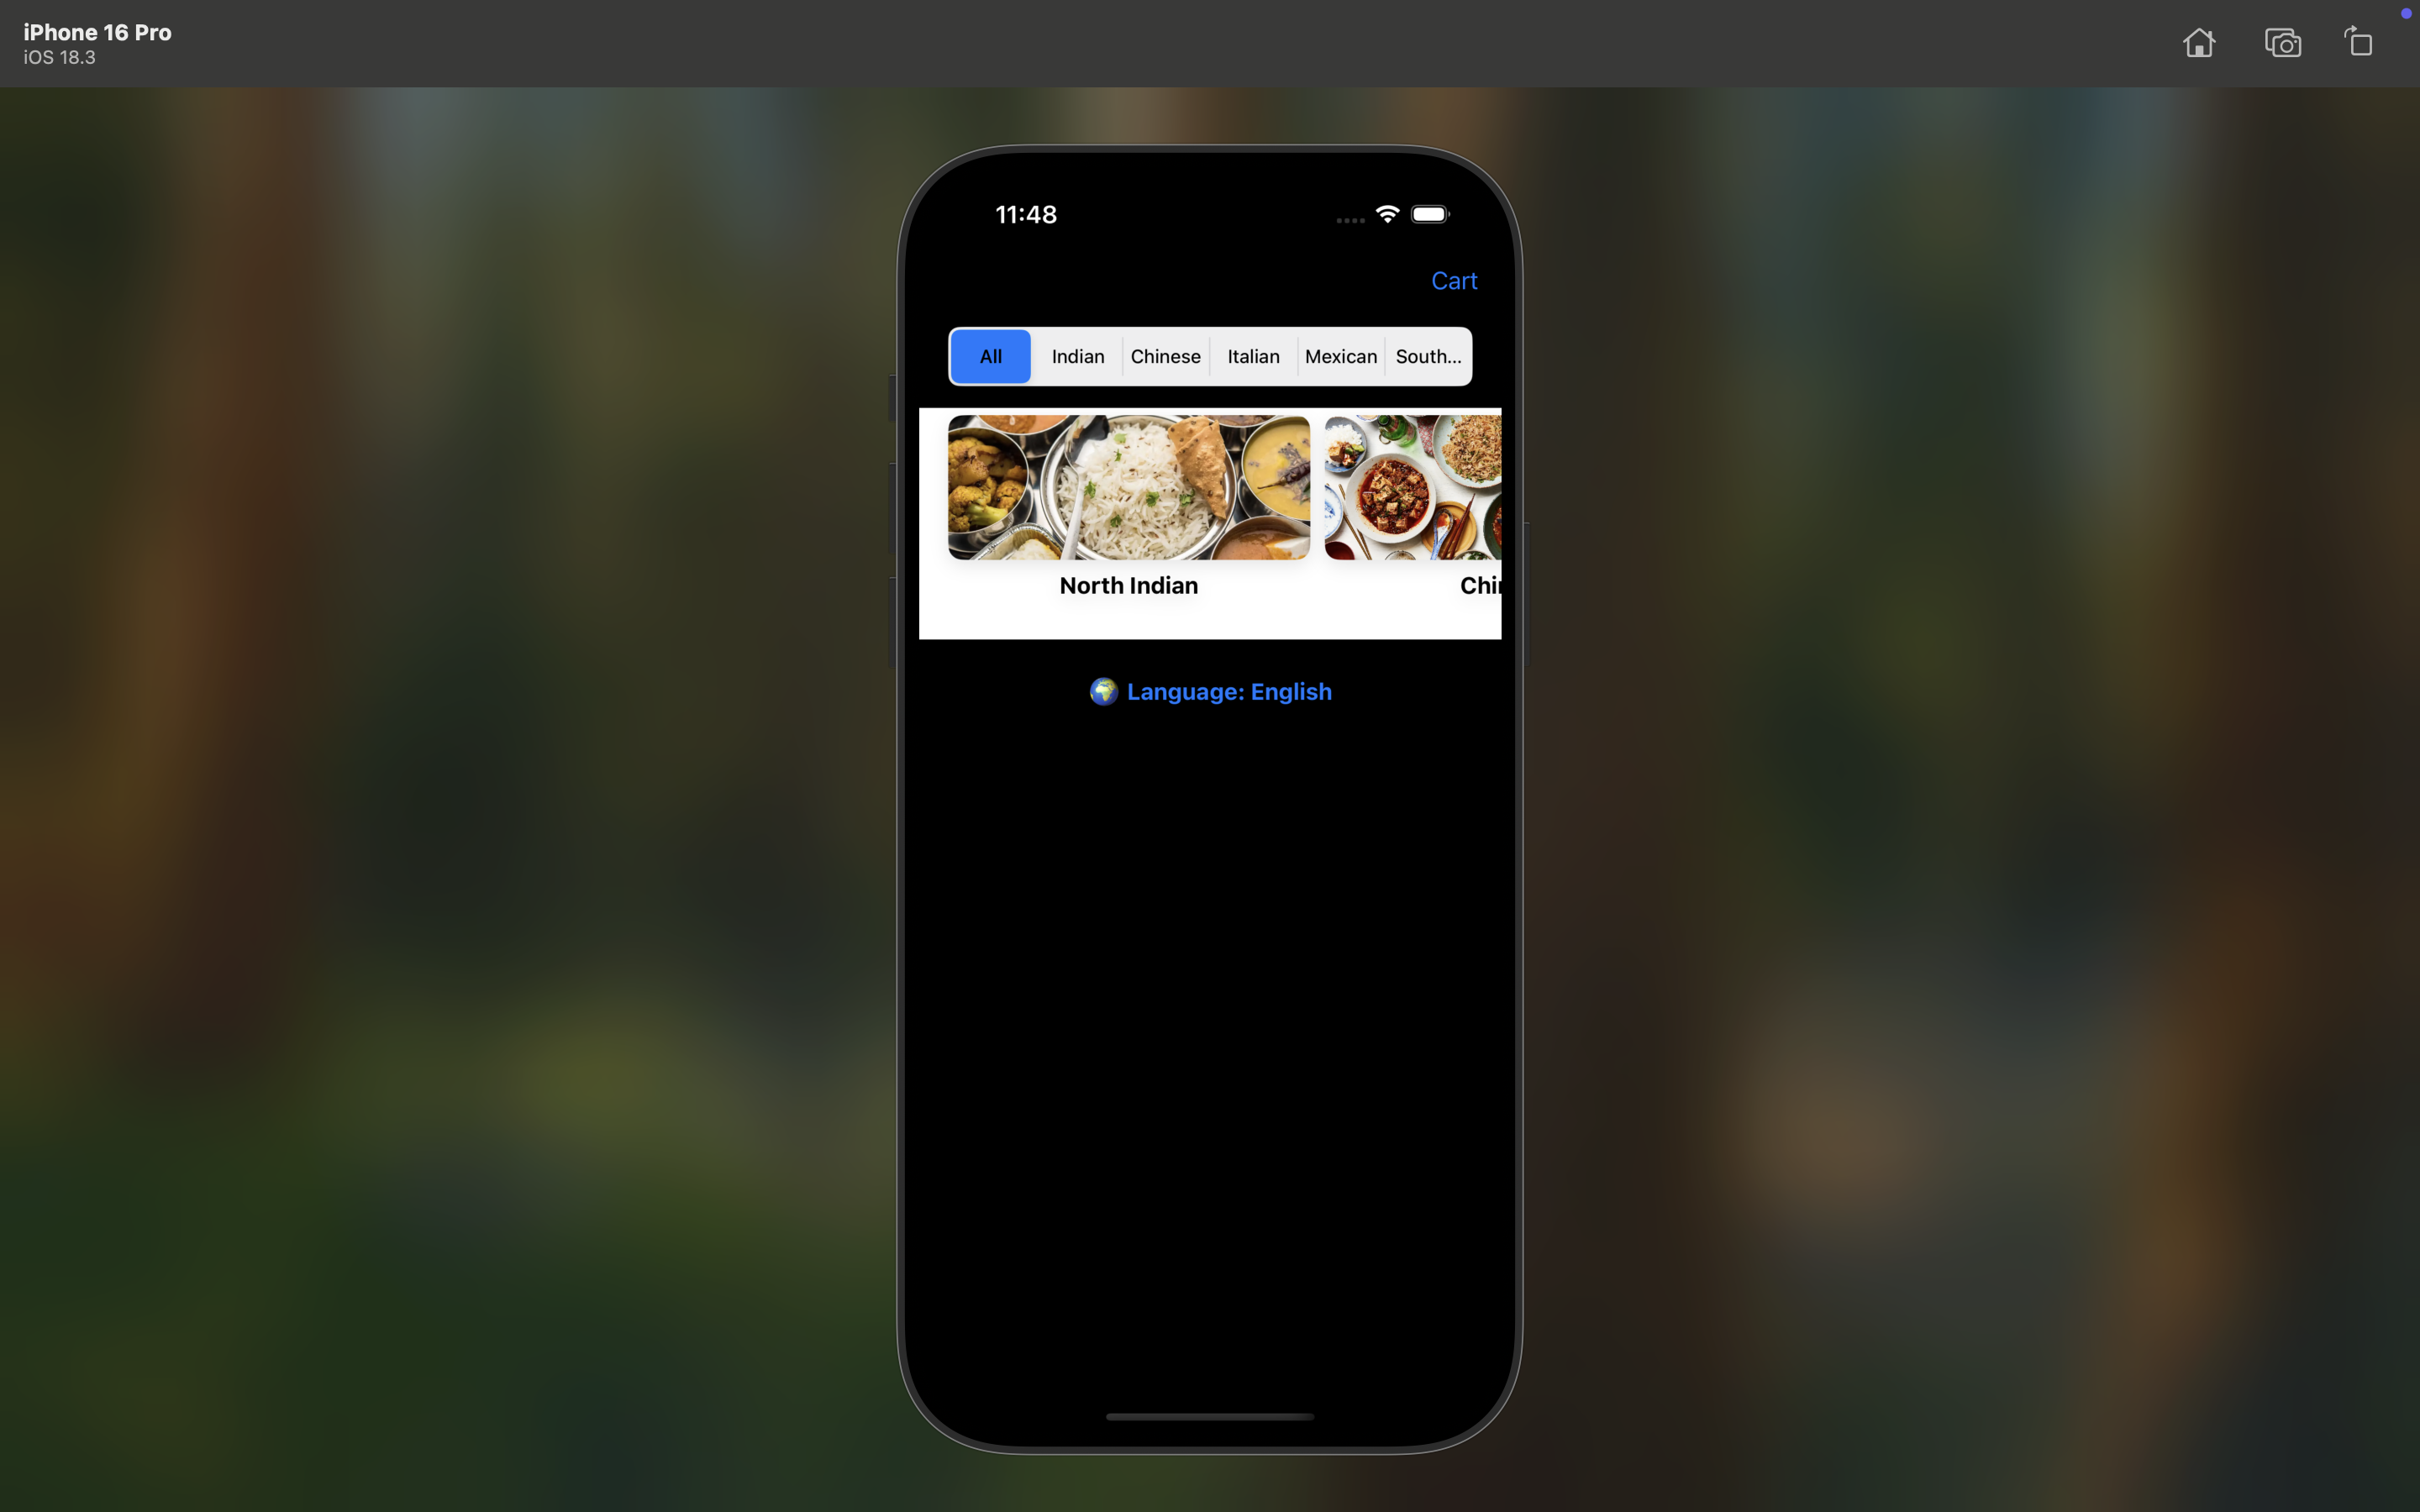 iPhone 16 Pro
iOS 18.3
11:48
Cart
All Indian Chinese Italian Mexican South...
North Indian Chin
🌍 Language: English